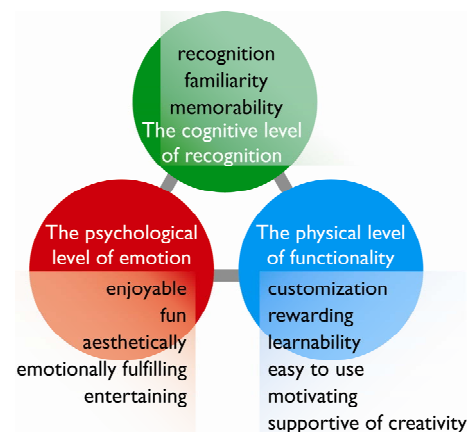 recognition
familiarity
memorability
The cognitive level
of recognition
The psychological
level of emotion
enjoyable
fun
aesthetically
emotionally fulfilling
entertaining
The physical level
of functionality
customization
rewarding
learnability
easy to use
motivating
supportive of creativity